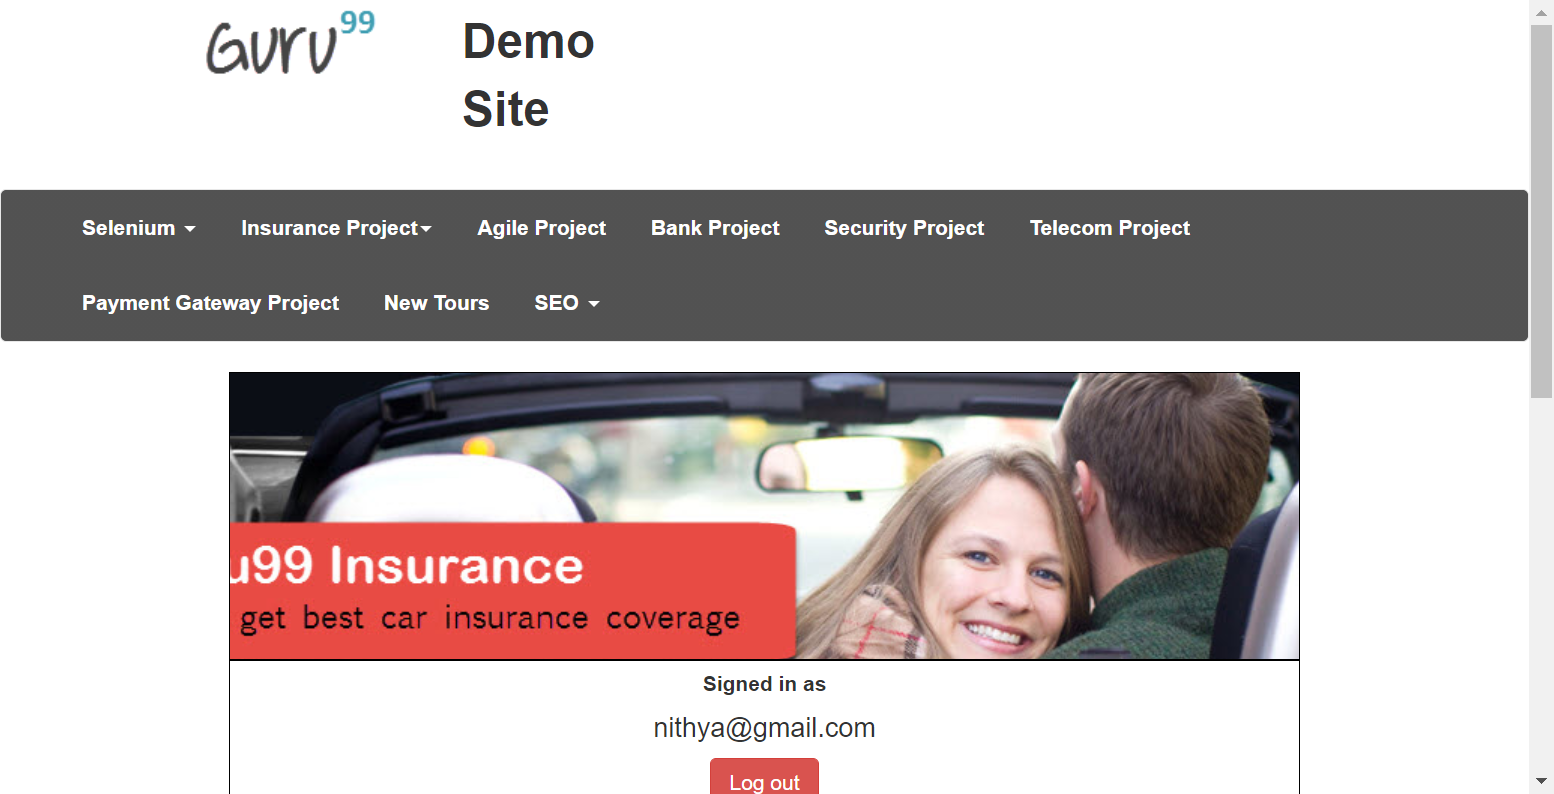 Guru99
Demo
Site
Selenium
Insurance Project
Agile Project
Bank Project
Security Project
Telecom Project
Payment Gateway Project
New Tours
SEO
u99 Insurance
get best car insurance coverage
Signed in as
nithya@gmail.com
Log out